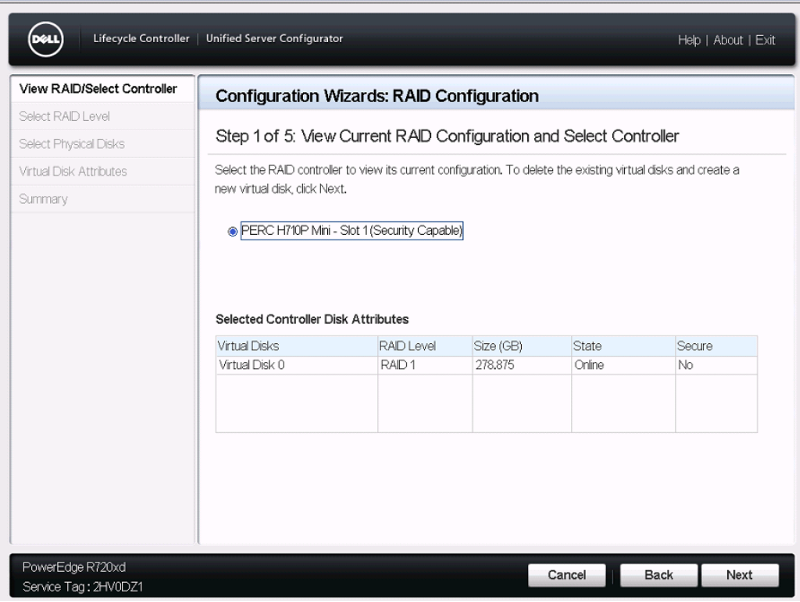 DELL
Lifecycle Controller | Unified Server Configurator
Help | About | Exit
View RAID/Select Controller
Select RAID Level
Select Physical Disks
Virtual Disk Attributes
Summary
Configuration Wizards: RAID Configuration
Step 1 of 5: View Current RAID Configuration and Select Controller
Select the RAID controller to view its current configuration. To delete the existing virtual disks and create a
new virtual disk, click Next.
PERC H710P Mini - Slot 1 (Security Capable)
Selected Controller Disk Attributes
Virtual Disks RAID Level Size (GB) State Secure
Virtual Disk 0 RAID 1 278.875 Online No
PowerEdge R720xd
Service Tag : 2HV0DZ1
Cancel Back Next